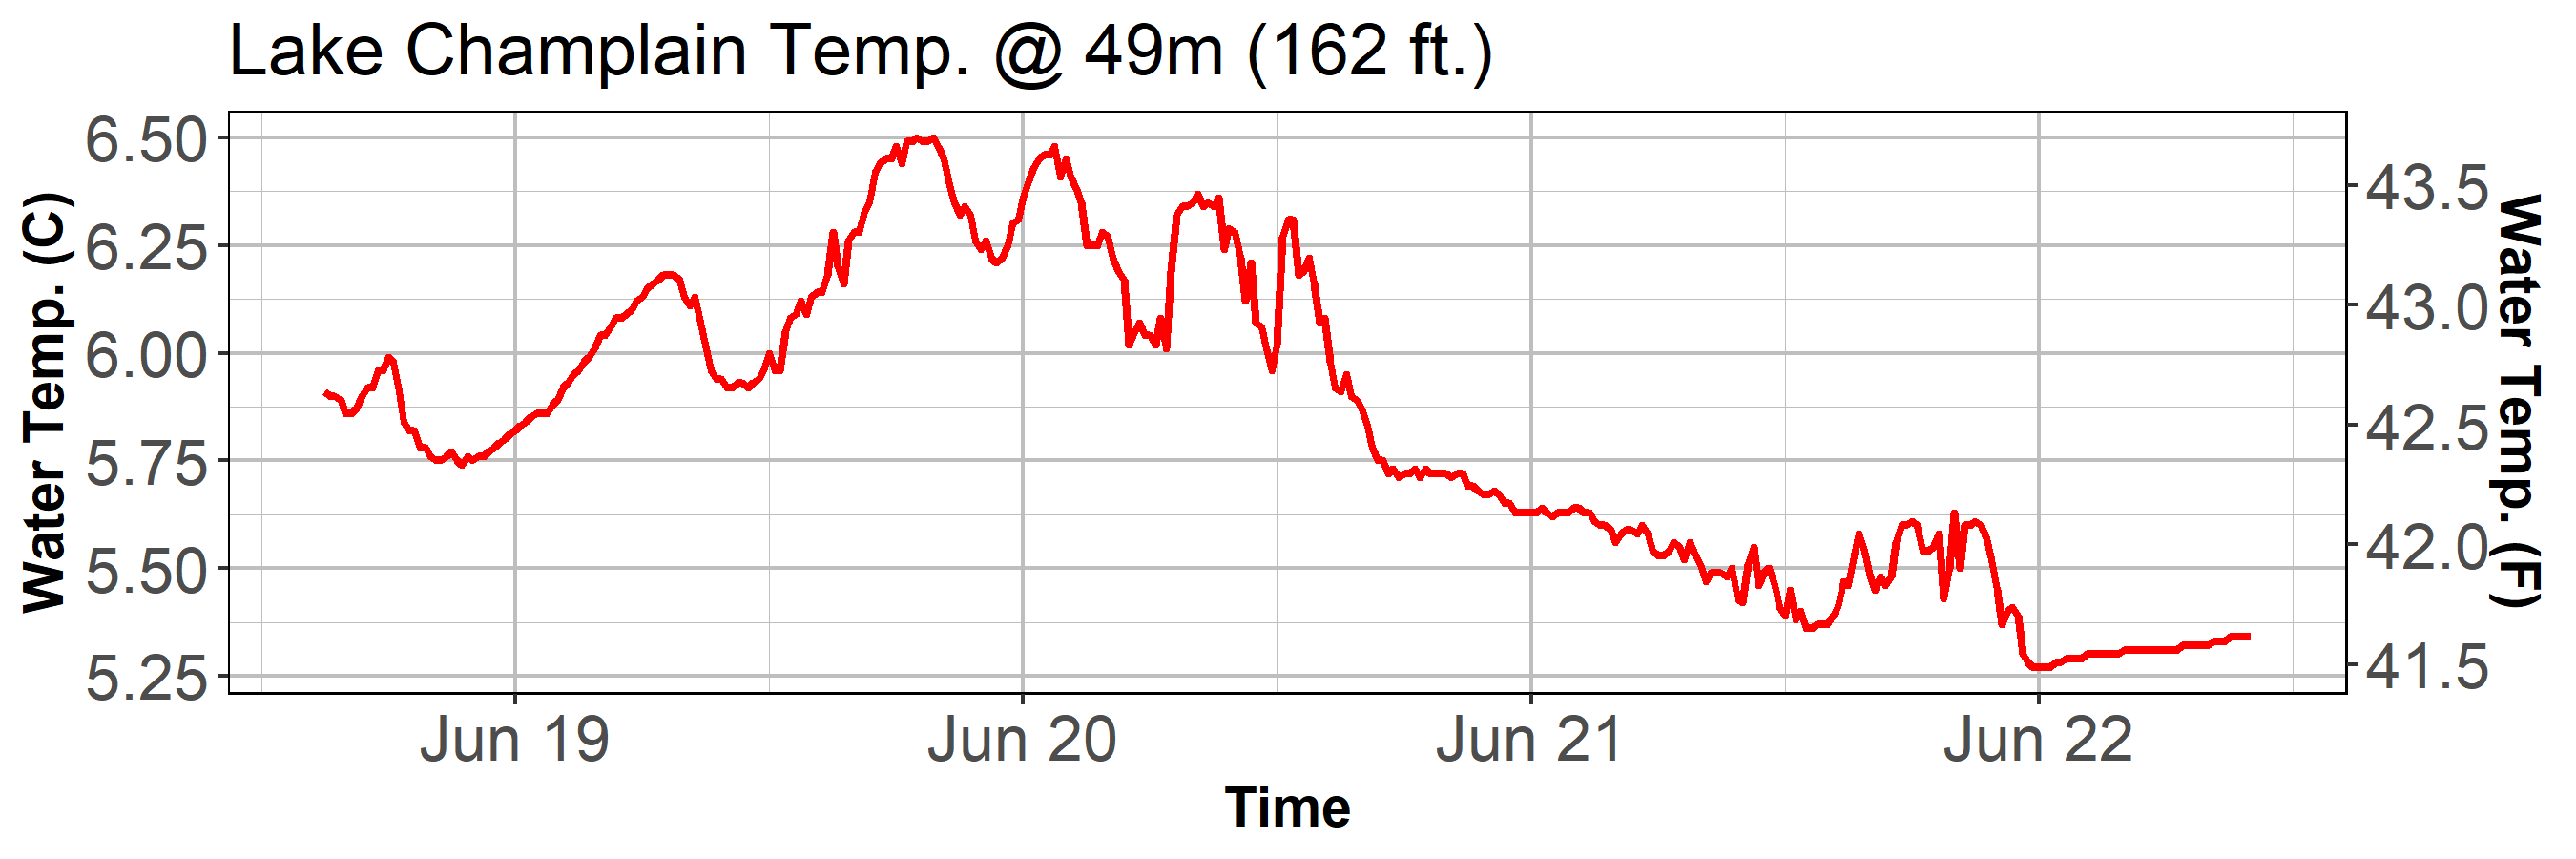 Lake Champlain Temp. @ 49m (162 ft.)
Water Temp. (C)
6.50
6.25
6.00
5.75
5.50
5.25
43.5
43.0
42.5
42.0
41.5
Water Temp. (F)
Jun 19
Jun 20
Jun 21
Jun 22
Time